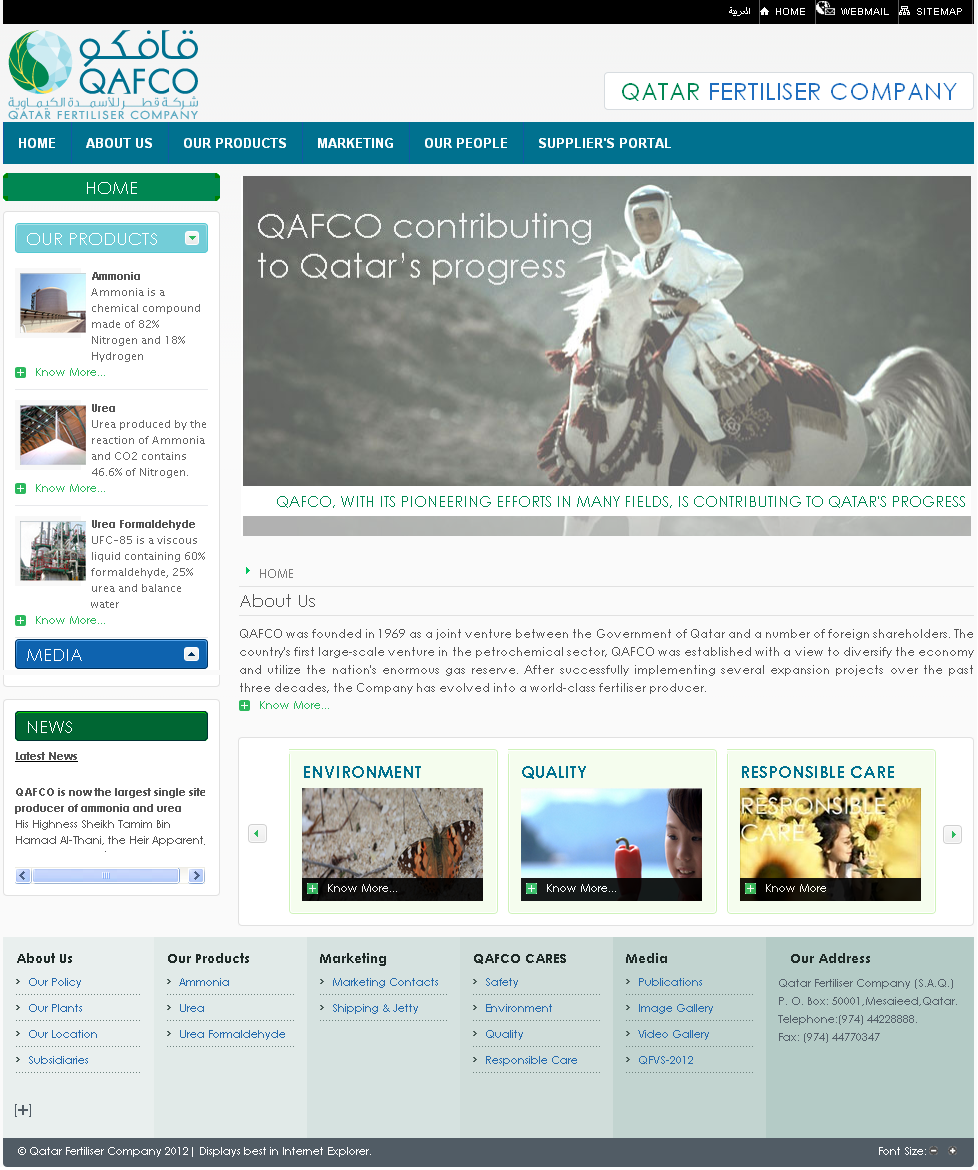 العربية
HOME
WEBMAIL
SITEMAP
قافكو
QAFCO
شركة قطر للأسمدة الكيماوية
QATAR FERTILISER COMPANY
QATAR FERTILISER COMPANY
HOME ABOUT US OUR PRODUCTS MARKETING OUR PEOPLE SUPPLIER'S PORTAL
HOME
OUR PRODUCTS
Ammonia
Ammonia is a
chemical compound
made of 82%
Nitrogen and 18%
Hydrogen
Know More...
Urea
Urea produced by the
reaction of Ammonia
and CO2 contains
46.6% of Nitrogen.
Know More...
Urea Formaldehyde
UFC-85 is a viscous
liquid containing 60%
formaldehyde, 25%
urea and balance
water
Know More...
MEDIA
NEWS
Latest News
QAFCO is now the largest single site
producer of ammonia and urea
His Highness Sheikh Tamim Bin
Hamad Al-Thani, the Heir Apparent,
QAFCO contributing
to Qatar's progress
QAFCO, WITH ITS PIONEERING EFFORTS IN MANY FIELDS, IS CONTRIBUTING TO QATAR'S PROGRESS
HOME
About Us
QAFCO was founded in 1969 as a joint venture between the Government of Qatar and a number of foreign shareholders. The
country's first large-scale venture in the petrochemical sector, QAFCO was established with a view to diversify the economy
and utilize the nation's enormous gas reserve. After successfully implementing several expansion projects over the past
three decades, the Company has evolved into a world-class fertiliser producer.
Know More...
ENVIRONMENT
Know More...
QUALITY
Know More...
RESPONSIBLE CARE
RESPONSIBLE
CARE
Know More
About Us
Our Policy
Our Plants
Our Location
Subsidiaries
[+]
Our Products
Ammonia
Urea
Urea Formaldehyde
Marketing
Marketing Contacts
Shipping & Jetty
QAFCO CARES
Safety
Environment
Quality
Responsible Care
Media
Publications
Image Gallery
Video Gallery
QFVS-2012
Our Address
Qatar Fertiliser Company (S.A.Q.)
P. O. Box: 50001,Mesaieed,Qatar.
Telephone:(974) 44228888.
Fax: (974) 44770347
© Qatar Fertiliser Company 2012| Displays best in Internet Explorer.
Font Size: - +